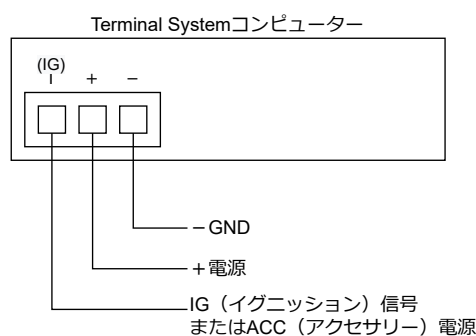 Terminal Systemコンピューター
(IG)
I + −
−GND
+電源
IG(イグニッション)信号
またはACC(アクセサリー)電源